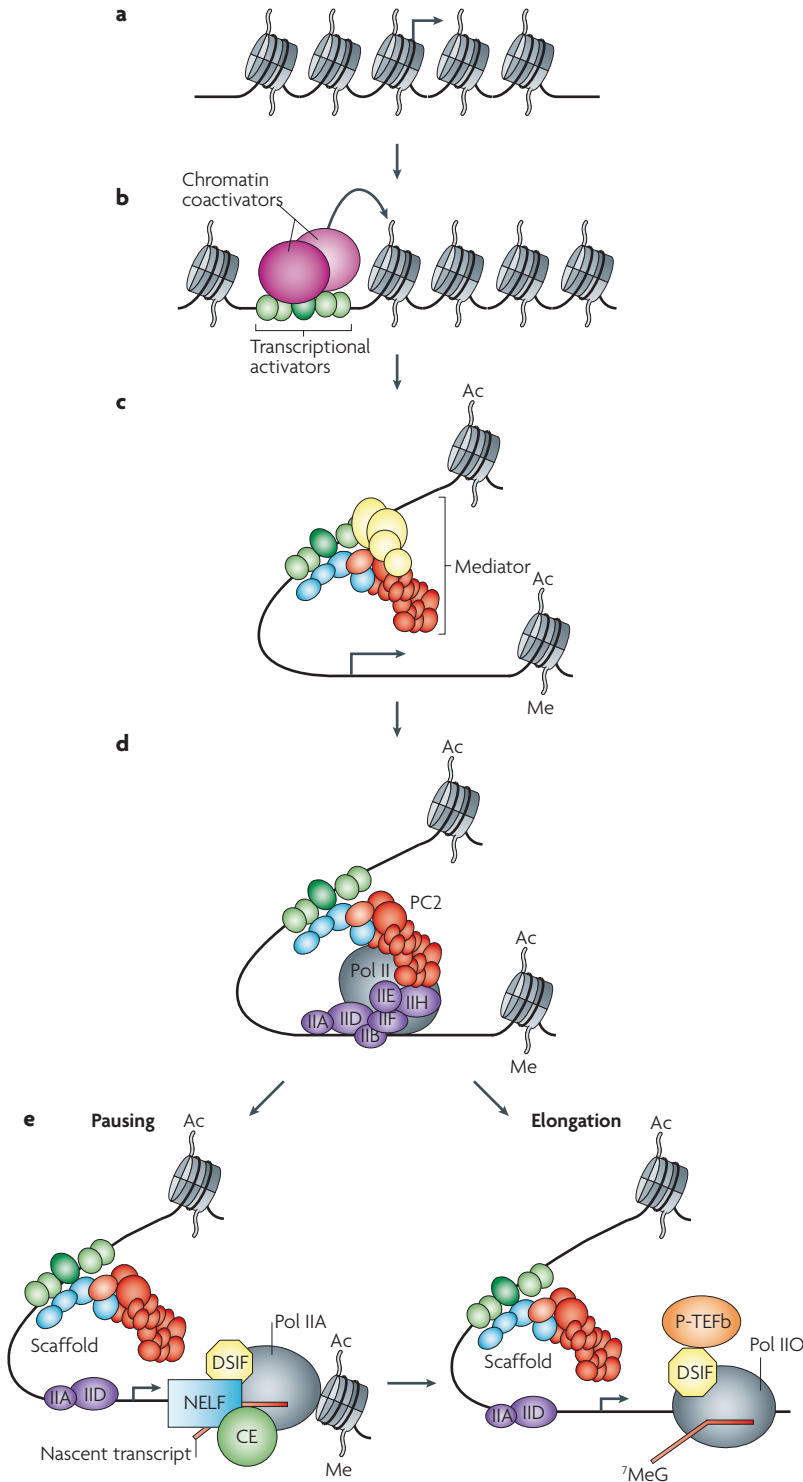 a
b
Chromatin
coactivators
Transcriptional
activators
c
Ac
Mediator
Ac
Me
d
Ac
PC2
Pol II
IIE
IIH
IIA
IID
IIF
IIB
Ac
Me
e
Pausing
Ac
Scaffold
Pol IIA
Ac
DSIF
IIA
IID
NELF
CE
Nascent transcript
Me
Elongation
Ac
P-TEFb
Scaffold
DSIF
Pol IIO
IIA
IID
⁷MeG